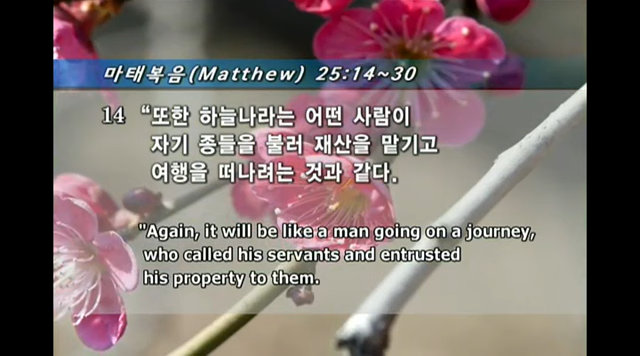 마태복음(Matthew) 25:14~30
14 “또한 하늘나라는 어떤 사람이
자기 종들을 불러 재산을 맡기고
여행을 떠나려는 것과 같다.
"Again, it will be like a man going on a journey,
who called his servants and entrusted
his property to them.